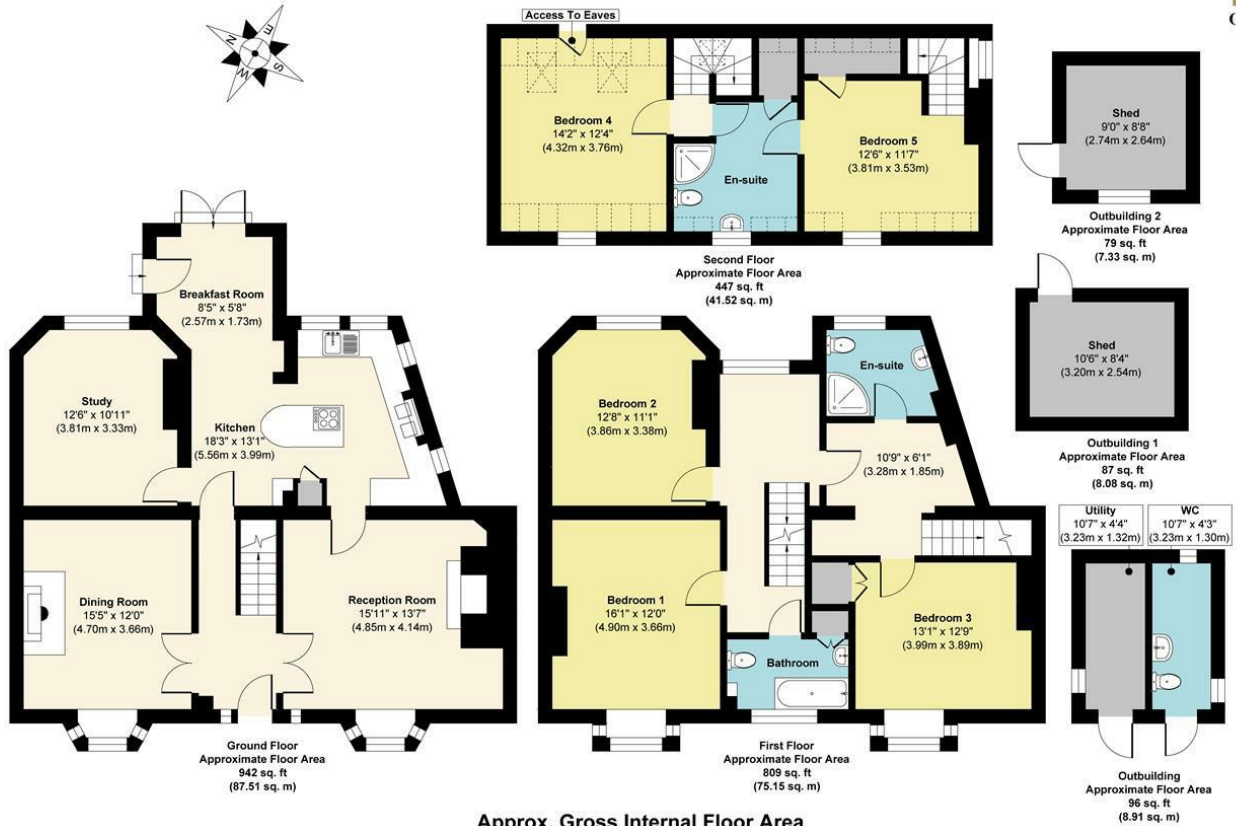 Access To Eaves
N
E
S
W
Bedroom 4
14'2" x 12'4"
(4.32m x 3.76m)
En-suite
Bedroom 5
12'6" x 11'7"
(3.81m x 3.53m)
Second Floor
Approximate Floor Area
447 sq. ft
(41.52 sq. m)
Shed
9'0" x 8'8"
(2.74m x 2.64m)
Outbuilding 2
Approximate Floor Area
79 sq. ft
(7.33 sq. m)
Breakfast Room
8'5" x 5'8"
(2.57m x 1.73m)
Study
12'6" x 10'11"
(3.81m x 3.33m)
Kitchen
18'3" x 13'1"
(5.56m x 3.99m)
Dining Room
15'5" x 12'0"
(4.70m x 3.66m)
Reception Room
15'11" x 13'7"
(4.85m x 4.14m)
Ground Floor
Approximate Floor Area
942 sq. ft
(87.51 sq. m)
Bedroom 2
12'8" x 11'1"
(3.86m x 3.38m)
En-suite
10'9" x 6'1"
(3.28m x 1.85m)
Bedroom 1
16'1" x 12'0"
(4.90m x 3.66m)
Bathroom
Bedroom 3
13'1" x 12'9"
(3.99m x 3.89m)
First Floor
Approximate Floor Area
809 sq. ft
(75.15 sq. m)
Shed
10'6" x 8'4"
(3.20m x 2.54m)
Outbuilding 1
Approximate Floor Area
87 sq. ft
(8.08 sq. m)
Utility
10'7" x 4'4"
(3.23m x 1.32m)
WC
10'7" x 4'3"
(3.23m x 1.30m)
Outbuilding
Approximate Floor Area
96 sq. ft
(8.91 sq. m)
Approx. Gross Internal Floor Area